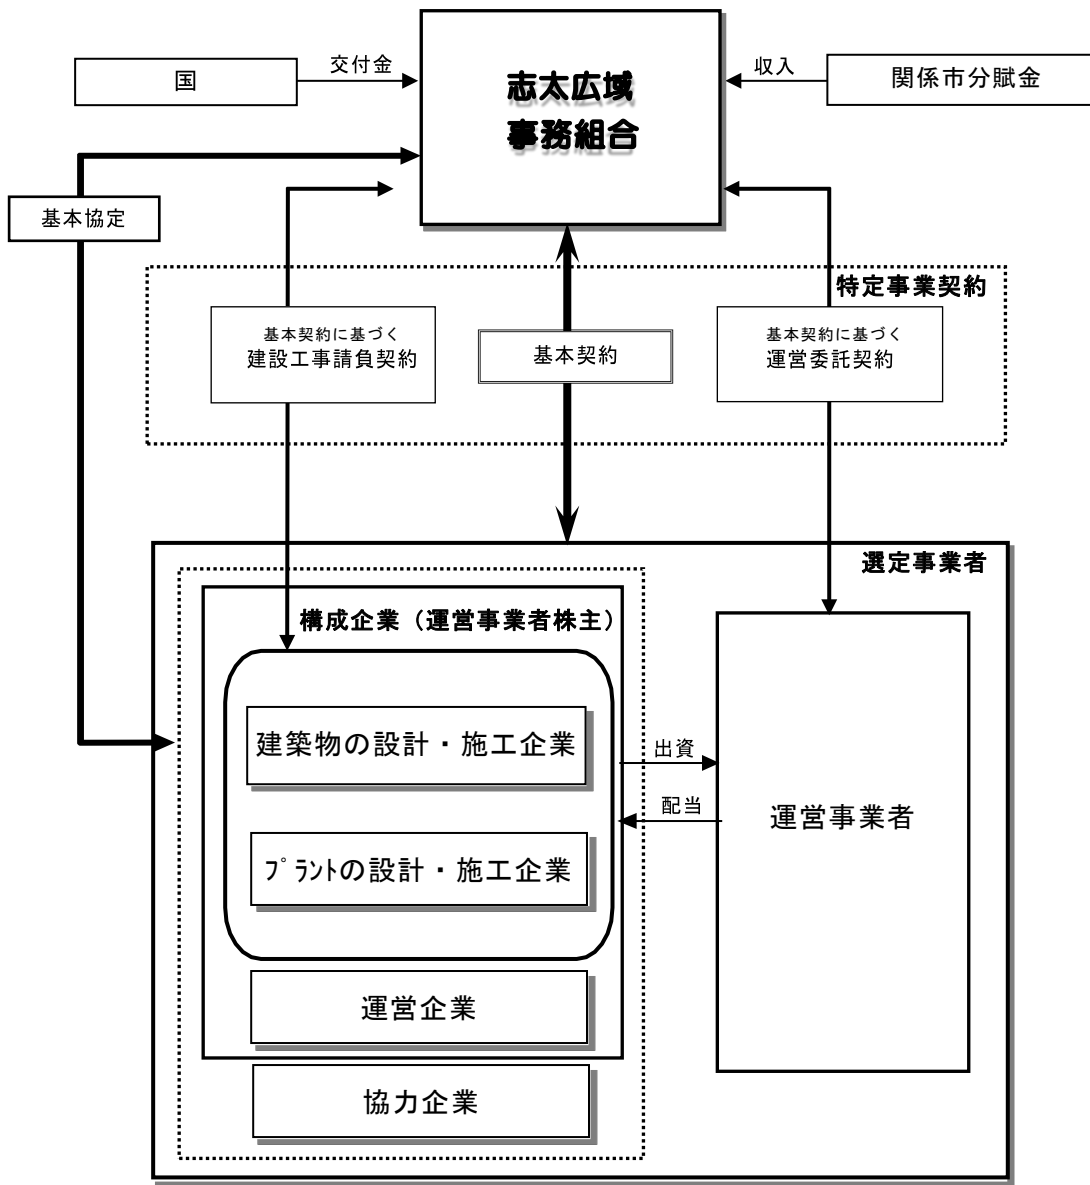 国
交付金
志太広域
事務組合
収入
関係市分賦金
基本協定
特定事業契約
基本契約に基づく
建設工事請負契約
基本契約
基本契約に基づく
運営委託契約
選定事業者
構成企業（運営事業者株主）
建築物の設計・施工企業
ﾌﾟﾗﾝﾄの設計・施工企業
運営企業
協力企業
出資
配当
運営事業者